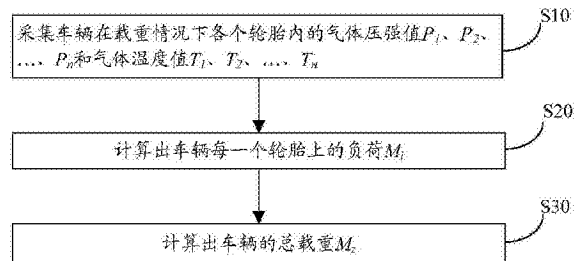 S10
采集车辆在载重情况下各个轮胎内的气体压强值P1、P2、
…、Pn和气体温度值T1、T2、…、Tn
S20
计算出车辆每一个轮胎上的负荷Mi
S30
计算出车辆的总载重Mz